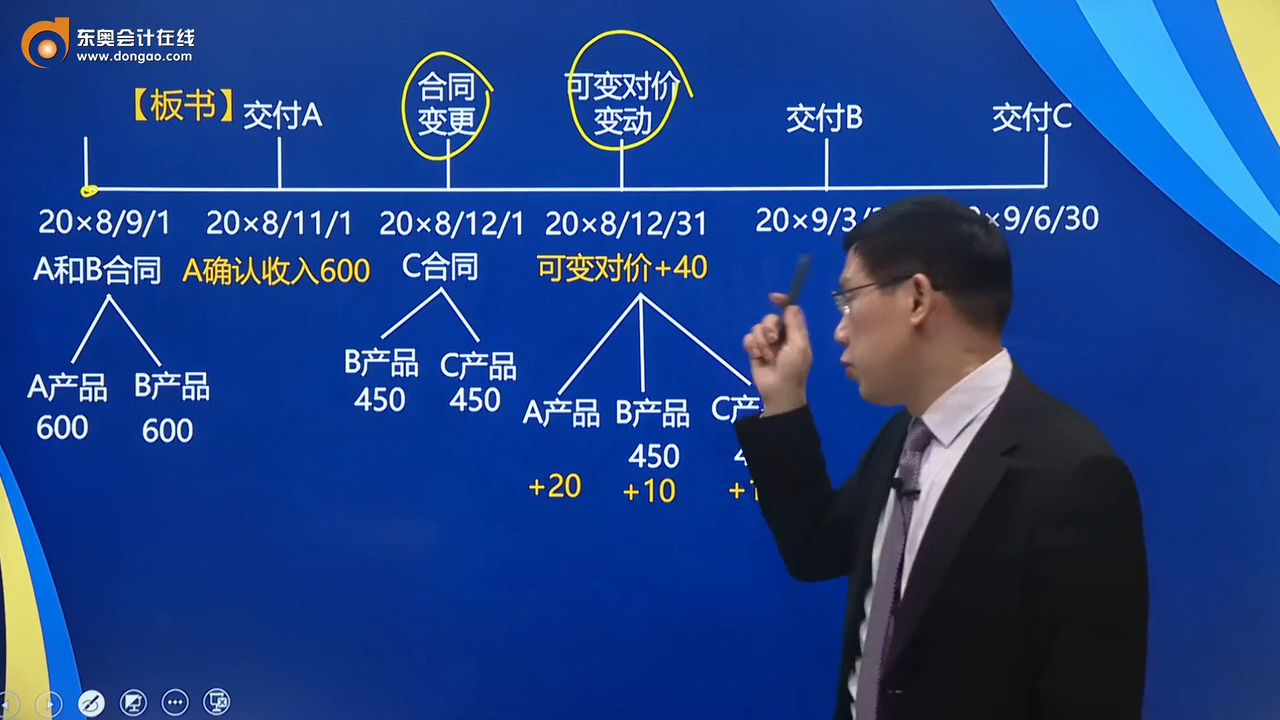 东奥会计在线
www.dongao.com
【板书】
交付A
合同
变更
可变对价
变动
交付B
交付C
20×8/9/1
20×8/11/1
20×8/12/1
20×8/12/31
20×9/3/
×9/6/30
A和B合同
A确认收入600
C合同
可变对价+40
A产品
600
B产品
600
B产品
450
C产品
450
A产品
+20
B产品
450
+10